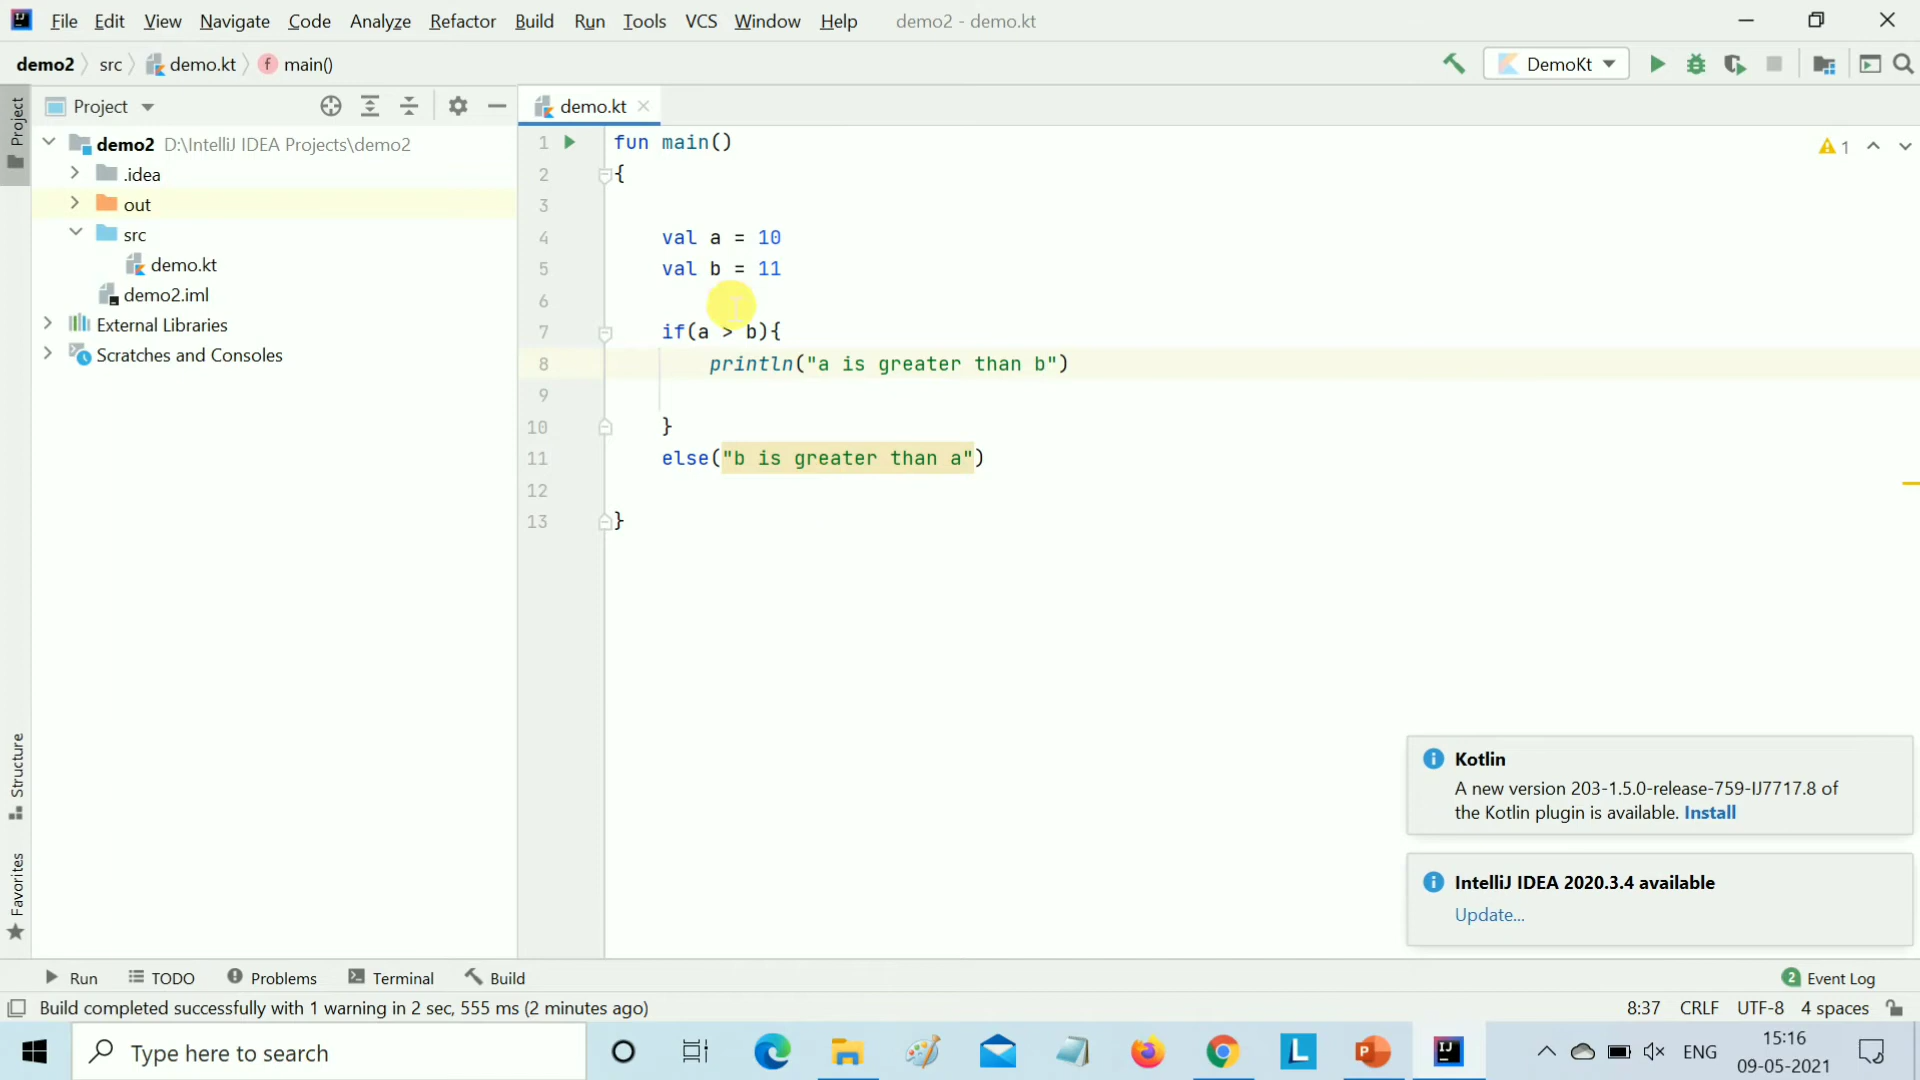 File Edit View Navigate Code Analyze Refactor Build Run Tools VCS Window Help demo2 - demo.kt
demo2 src demo.kt main() DemoKt
Project demo.kt
demo2 D:\IntelliJ IDEA Projects\demo2
.idea
out
src
demo.kt
demo2.iml
External Libraries
Scratches and Consoles
Project
Structure
Favorites
1 fun main()
2 {
3
4 val a = 10
5 val b = 11
6
7 if(a > b){
8 println("a is greater than b")
9
10 }
11 else("b is greater than a")
12
13 }
1
Kotlin
A new version 203-1.5.0-release-759-IJ7717.8 of
the Kotlin plugin is available. Install
IntelliJ IDEA 2020.3.4 available
Update...
Run TODO Problems Terminal Build 2 Event Log
Build completed successfully with 1 warning in 2 sec, 555 ms (2 minutes ago) 8:37 CRLF UTF-8 4 spaces
Type here to search ENG 15:16
09-05-2021